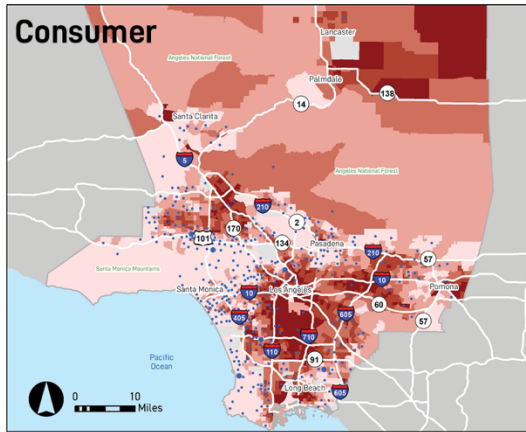 Consumer
Lancaster
Angeles National Forest
Palmdale
138
14
Santa Clarita
5
Angeles National Forest
210
2
170
101
134
Pasadena
210
57
Santa Monica Mountains
10
Pomona
Santa Monica
10
Los Angeles
60
405
605
57
710
Pacific
Ocean
110
91
Long Beach
605
0 10
Miles